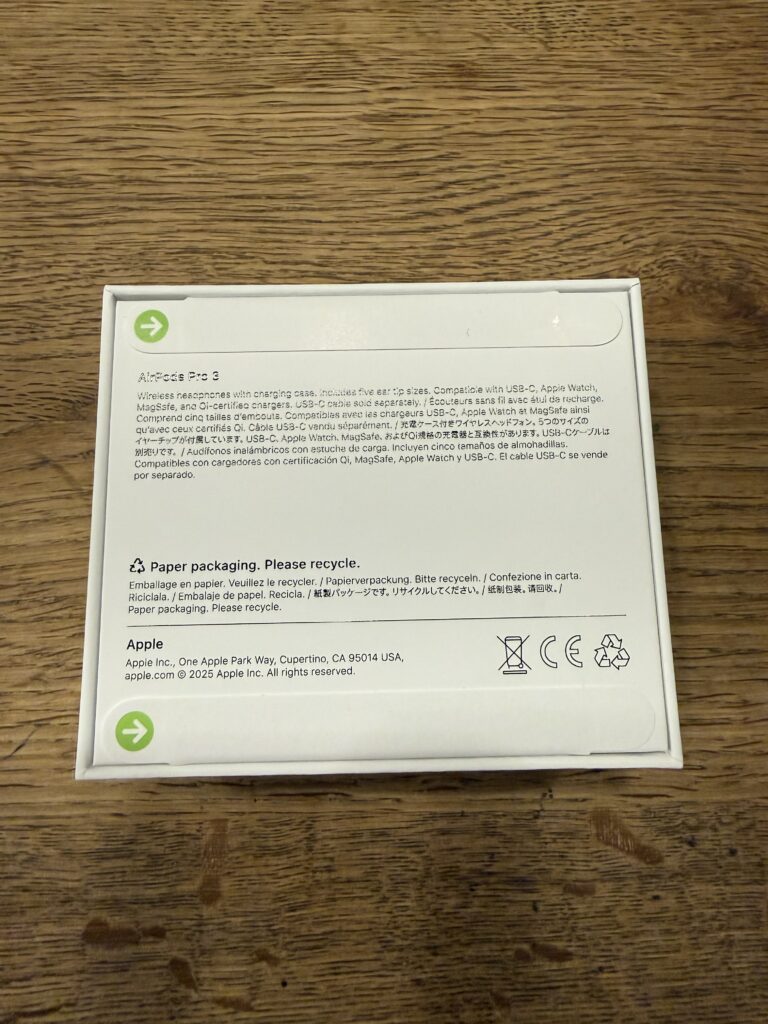 AirPods Pro 3
Wireless headphones with charging case. Includes five ear tip sizes. Compatible with USB-C, Apple Watch,
MagSafe, and Qi-certified chargers. USB-C cable sold separately. / Écouteurs sans fil avec étui de recharge.
Comprend cinq tailles d'embouts. Compatibles avec les chargeurs USB-C, Apple Watch et MagSafe ainsi
qu'avec ceux certifiés Qi. Câble USB-C vendu séparément. / 充電ケース付きワイヤレスヘッドフォン。5つのサイズの
イヤーチップが付属しています。USB-C、Apple Watch、MagSafe、およびQi規格の充電器と互換性があります。USB-Cケーブルは
別売りです。 / Audífonos inalámbricos con estuche de carga. Incluyen cinco tamaños de almohadillas.
Compatibles con cargadores con certificación Qi, MagSafe, Apple Watch y USB-C. El cable USB-C se vende
por separado.
Paper packaging. Please recycle.
Emballage en papier. Veuillez le recycler. / Papierverpackung. Bitte recyceln. / Confezione in carta.
Riciclala. / Embalaje de papel. Recicla. / 紙製パッケージです。リサイクルしてください。 / 纸制包装。请回收。 /
Paper packaging. Please recycle.
Apple
Apple Inc., One Apple Park Way, Cupertino, CA 95014 USA,
apple.com © 2025 Apple Inc. All rights reserved.
CE